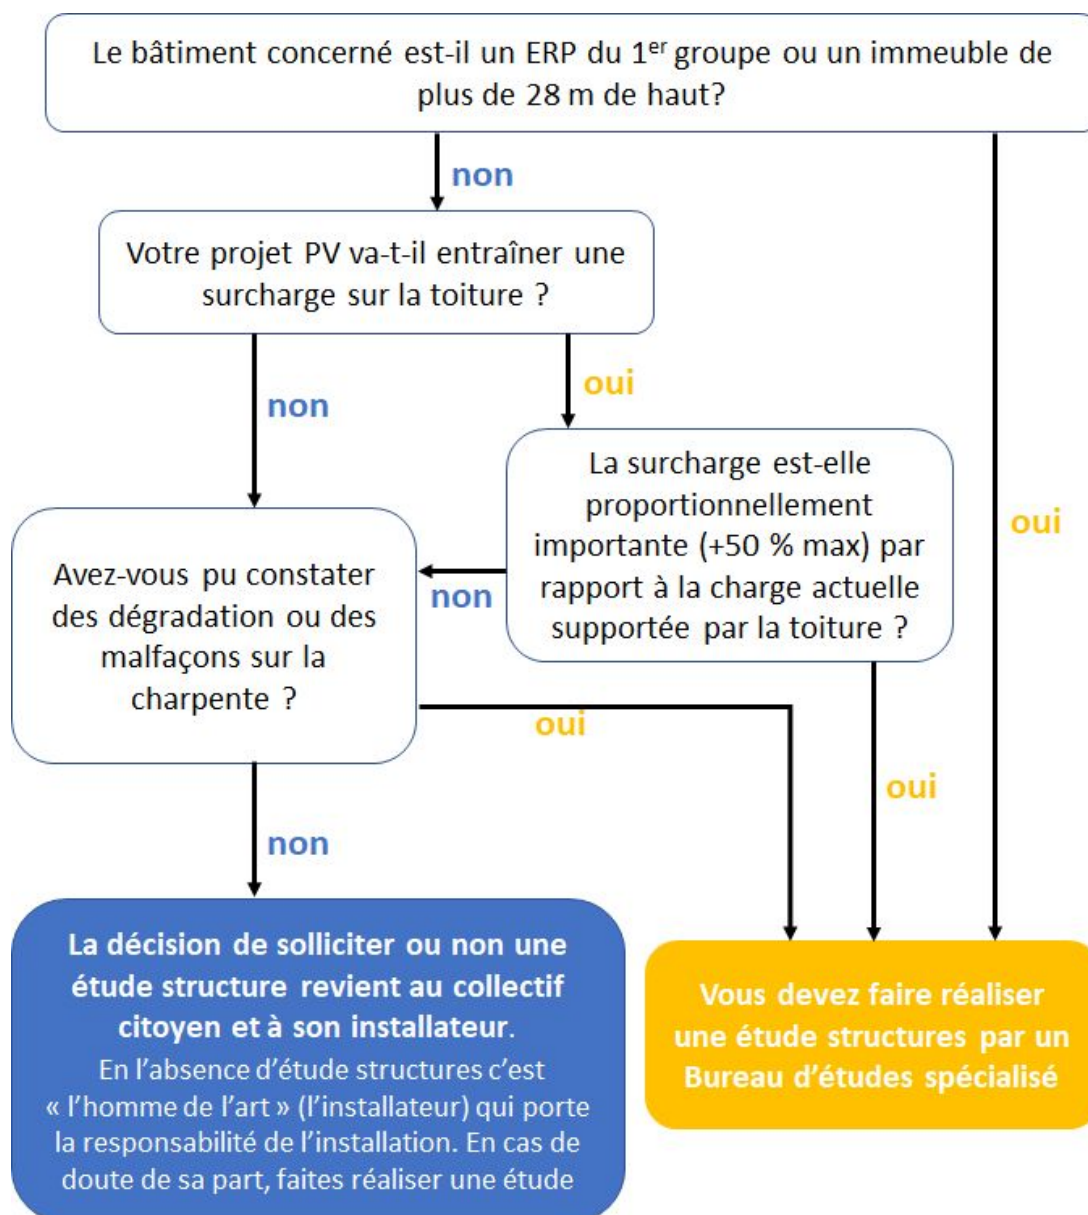 Le bâtiment concerné est-il un ERP du 1er groupe ou un immeuble de
plus de 28 m de haut?
non
Votre projet PV va-t-il entraîner une
surcharge sur la toiture ?
non
oui
La surcharge est-elle
proportionnellement
importante (+50 % max) par
rapport à la charge actuelle
supportée par la toiture ?
oui
Avez-vous pu constater
des dégradation ou des
malfaçons sur la
charpente ?
non
oui
oui
non
La décision de solliciter ou non une
étude structure revient au collectif
citoyen et à son installateur.
En l’absence d’étude structures c’est
« l’homme de l’art » (l’installateur) qui porte
la responsabilité de l’installation. En cas de
doute de sa part, faites réaliser une étude
Vous devez faire réaliser
une étude structures par un
Bureau d’études spécialisé